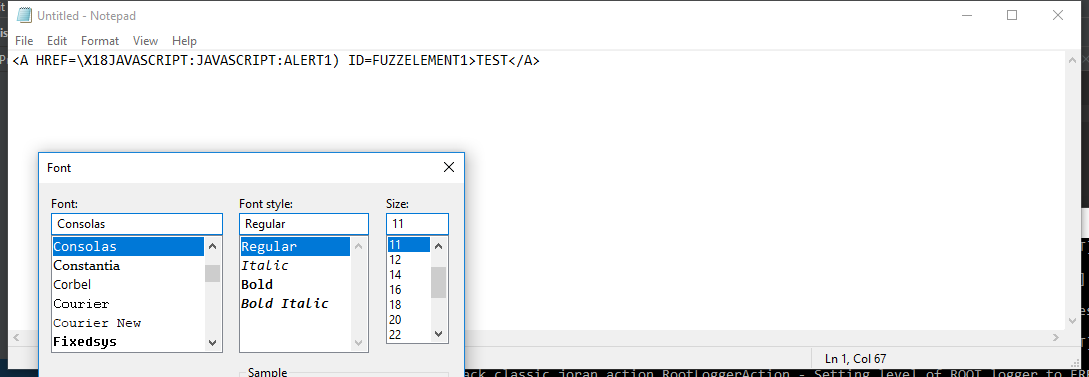 Untitled - Notepad
File Edit Format View Help
<A HREF=\X18JAVASCRIPT:JAVASCRIPT:ALERT1) ID=FUZZELEMENT1>TEST</A>
Font
Font: Font style: Size:
Consolas Regular 11
Consolas Regular 11
Constantia Italic 12
Corbel Bold 14
Courier Bold Italic 16
Courier New 18
Fixedsys 20
22
Ln 1, Col 67
Sample
ack classic joran action RootLoggerAction - Setting level of ROOT logger to ERR